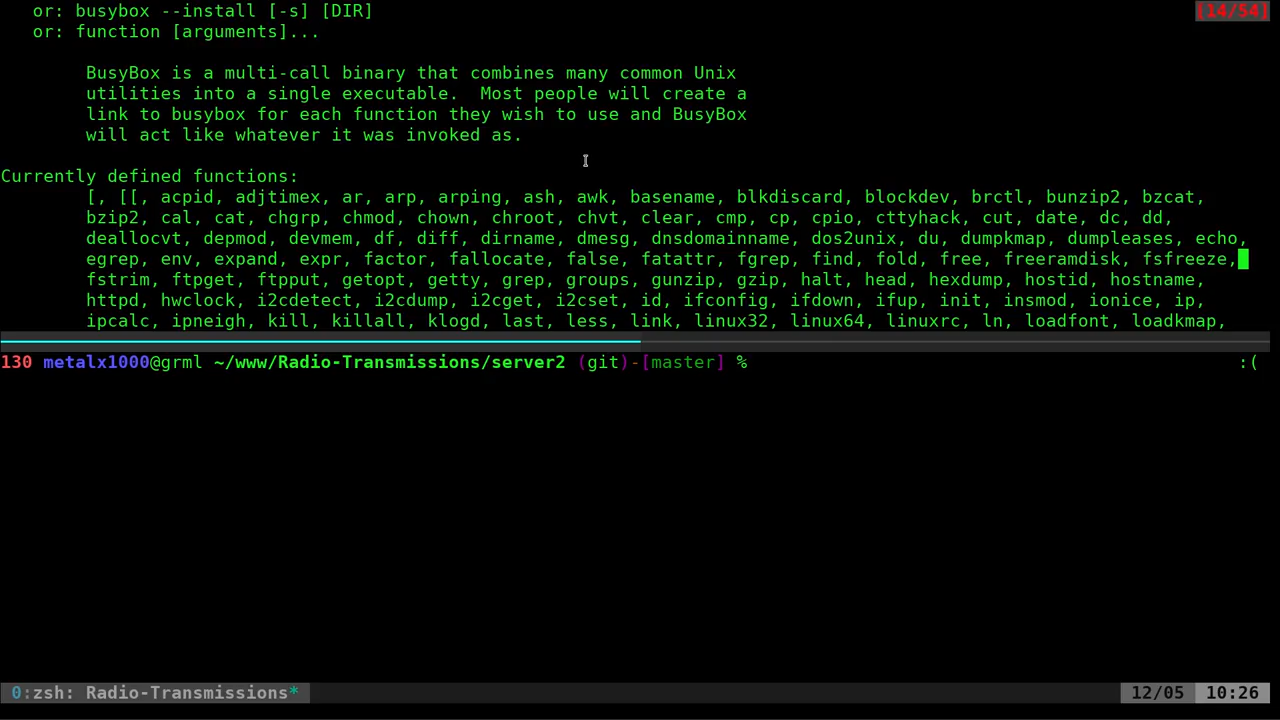 or: busybox --install [-s] [DIR] [14/54]
or: function [arguments]...
BusyBox is a multi-call binary that combines many common Unix
utilities into a single executable.  Most people will create a
link to busybox for each function they wish to use and BusyBox
will act like whatever it was invoked as.
Currently defined functions:
[, [[, acpid, adjtimex, ar, arp, arping, ash, awk, basename, blkdiscard, blockdev, brctl, bunzip2, bzcat,
bzip2, cal, cat, chgrp, chmod, chown, chroot, chvt, clear, cmp, cp, cpio, cttyhack, cut, date, dc, dd,
deallocvt, depmod, devmem, df, diff, dirname, dmesg, dnsdomainname, dos2unix, du, dumpkmap, dumpleases, echo,
egrep, env, expand, expr, factor, fallocate, false, fatattr, fgrep, find, fold, free, freeramdisk, fsfreeze,
fstrim, ftpget, ftpput, getopt, getty, grep, groups, gunzip, gzip, halt, head, hexdump, hostid, hostname,
httpd, hwclock, i2cdetect, i2cdump, i2cget, i2cset, id, ifconfig, ifdown, ifup, init, insmod, ionice, ip,
ipcalc, ipneigh, kill, killall, klogd, last, less, link, linux32, linux64, linuxrc, ln, loadfont, loadkmap,
130 metalx1000@grml ~/www/Radio-Transmissions/server2 (git)-[master] % :(
0:zsh: Radio-Transmissions* 12/05 10:26